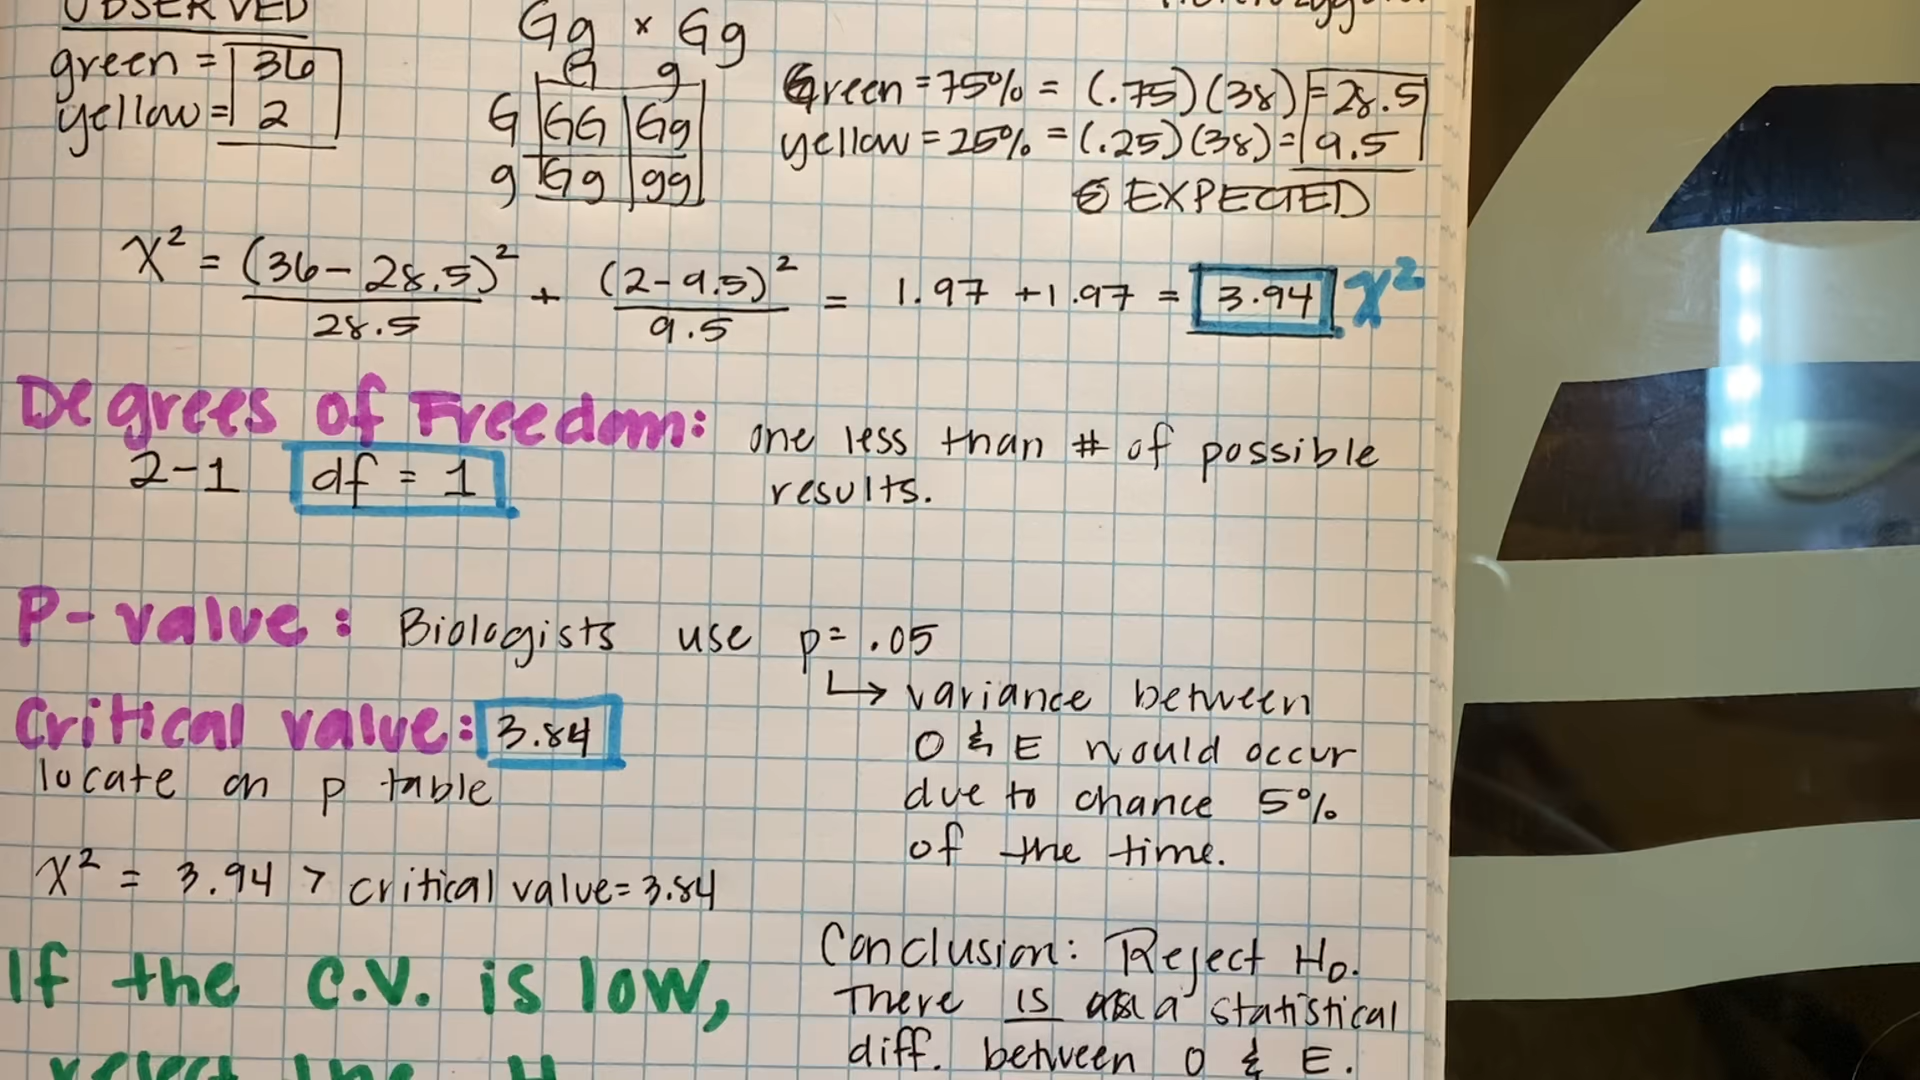 OBSERVED
green = 36
yellow = 2
Gg × Gg
G g
G GG Gg
g Gg gg
Green = 75% = (.75)(38) = 28.5
yellow = 25% = (.25)(38) = 9.5
EXPECTED
χ² = (36 - 28.5)² / 28.5 + (2 - 9.5)² / 9.5 = 1.97 + 1.97 = 3.94 χ²
Degrees of Freedom: one less than # of possible
results.
2-1 df = 1
P-value: Biologists use p= .05
↳ variance between
O & E would occur
due to chance 5%
of the time.
Critical value: 3.84
locate on p table
χ² = 3.94 > critical value = 3.84
If the C.V. is low,
reject the H
Conclusion: Reject H₀.
There is a statistical
diff. between O & E.